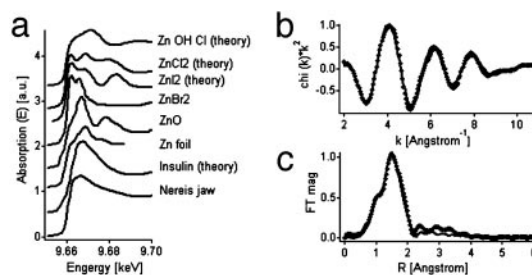 a
Absorption (E) [a.u.]
4
3
2
1
0
9.66
9.68
9.70
Engergy [keV]
Zn OH Cl (theory)
ZnCl2 (theory)
ZnI2 (theory)
ZnBr2
ZnO
Zn foil
Insulin (theory)
Nereis jaw
b
chi (k)*k²
1.0
0.5
0.0
-0.5
2
4
6
8
10
k [Angstrom⁻¹]
c
FT mag
1.0
0.5
0.0
0
1
2
3
4
5
R [Angstrom]